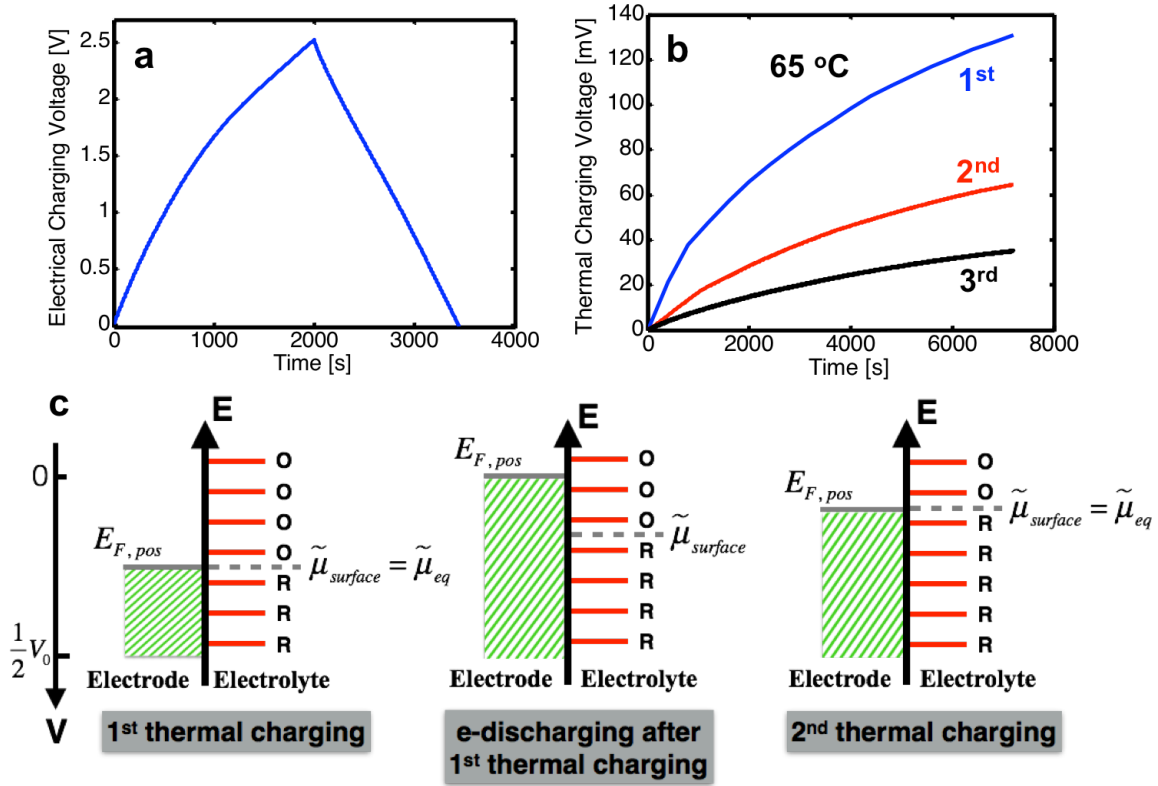 a
Electrical Charging Voltage [V]
2.5
2
1.5
1
0.5
0
0 1000 2000 3000 4000
Time [s]
b
65 °C
Thermal Charging Voltage [mV]
140
120
100
80
60
40
20
0
1st
2nd
3rd
0 2000 4000 6000 8000
Time [s]
c
0
1/2 V₀
V
E
E_F, pos
O
O
O
O
R
R
R
μ̃_surface = μ̃_eq
Electrode Electrolyte
1st thermal charging
E
E_F, pos
O
O
O
R
R
R
R
μ̃_surface
Electrode Electrolyte
e-discharging after
1st thermal charging
E
E_F, pos
O
O
R
R
R
R
R
μ̃_surface = μ̃_eq
Electrode Electrolyte
2nd thermal charging